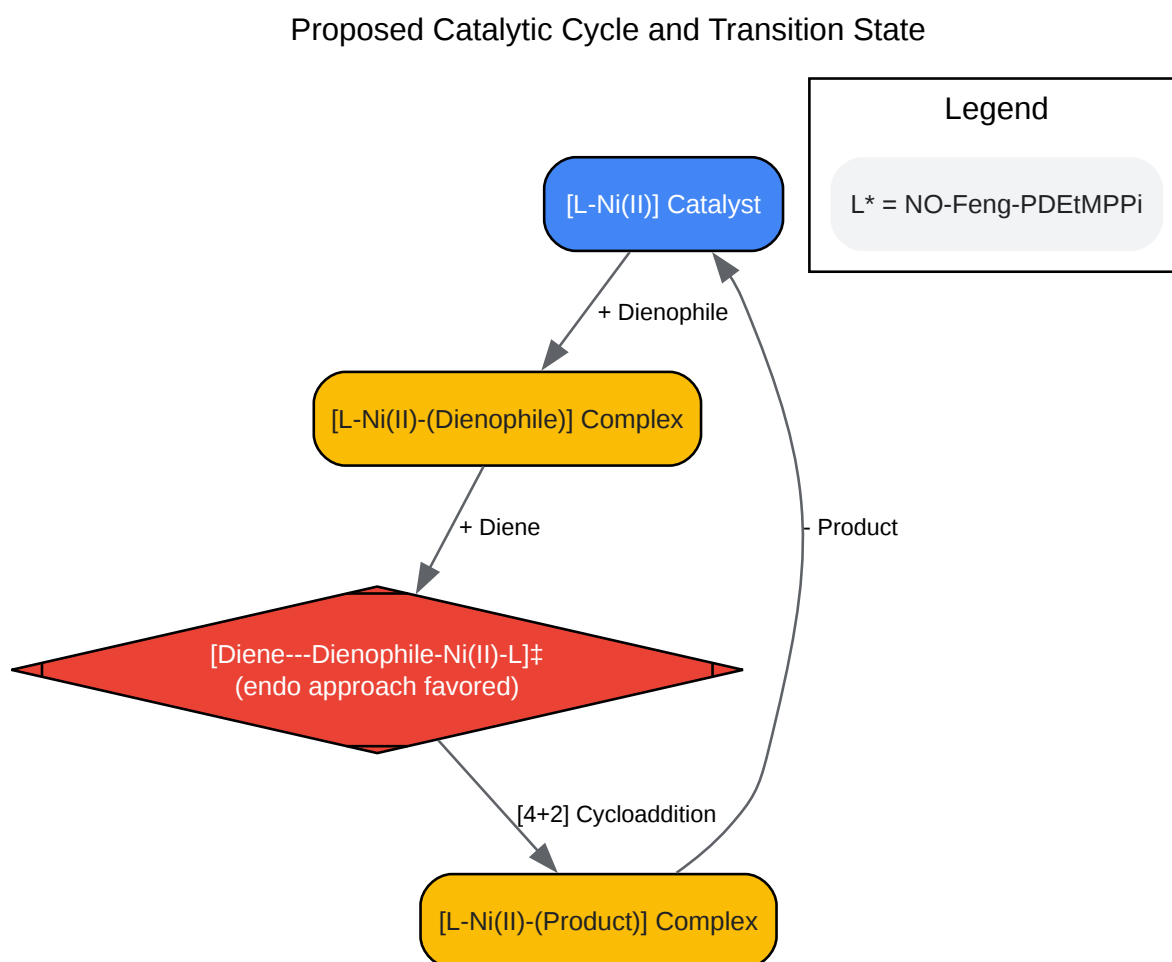 Proposed Catalytic Cycle and Transition State
Legend
L* = NO-Feng-PDEtMPPi
[L-Ni(II)] Catalyst
+ Dienophile
[L-Ni(II)-(Dienophile)] Complex
+ Diene
- Product
[Diene---Dienophile-Ni(II)-L]‡
(endo approach favored)
[4+2] Cycloaddition
[L-Ni(II)-(Product)] Complex